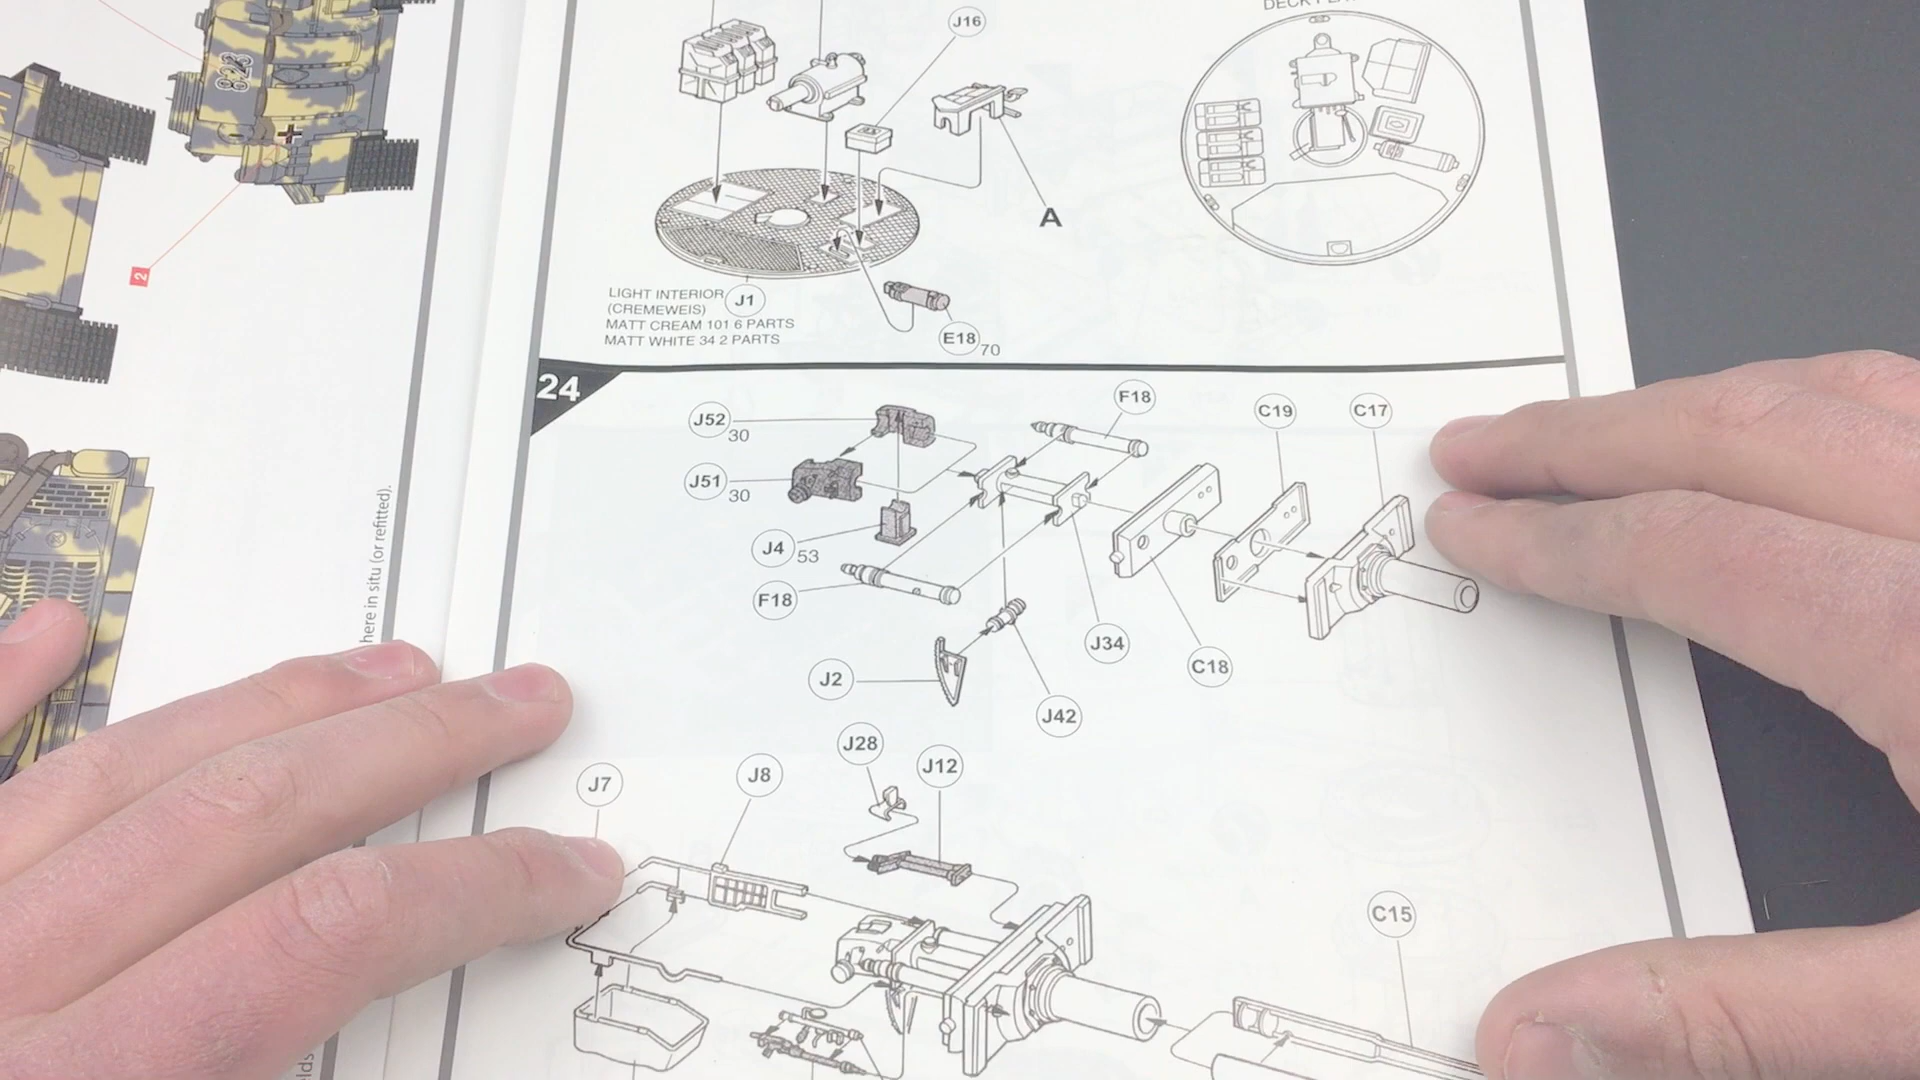 823
2
here in situ (or refitted).
J16
A
LIGHT INTERIOR
(CREMEWEIS)
MATT CREAM 101 6 PARTS
MATT WHITE 34 2 PARTS
J1
E18 70
24
J52 30
J51 30
J4 53
F18
F18
C19
C17
J34
C18
J2
J42
J28
J12
J7
J8
C15